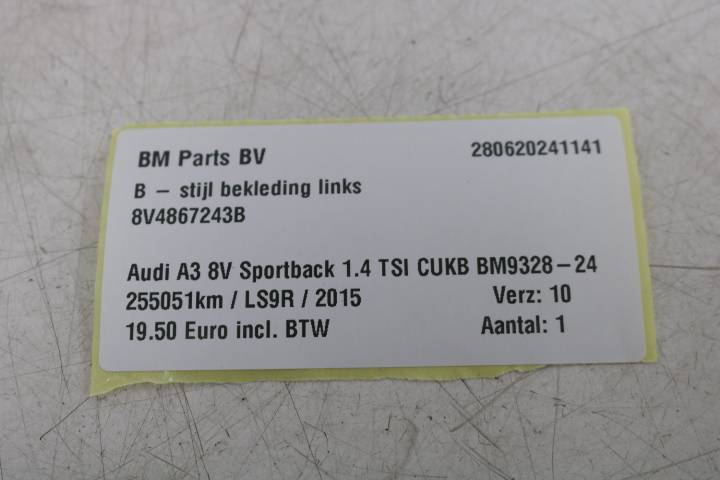 BM Parts BV 280620241141
B – stijl bekleding links
8V4867243B
Audi A3 8V Sportback 1.4 TSI CUKB BM9328–24
255051km / LS9R / 2015 Verz: 10
19.50 Euro incl. BTW Aantal: 1